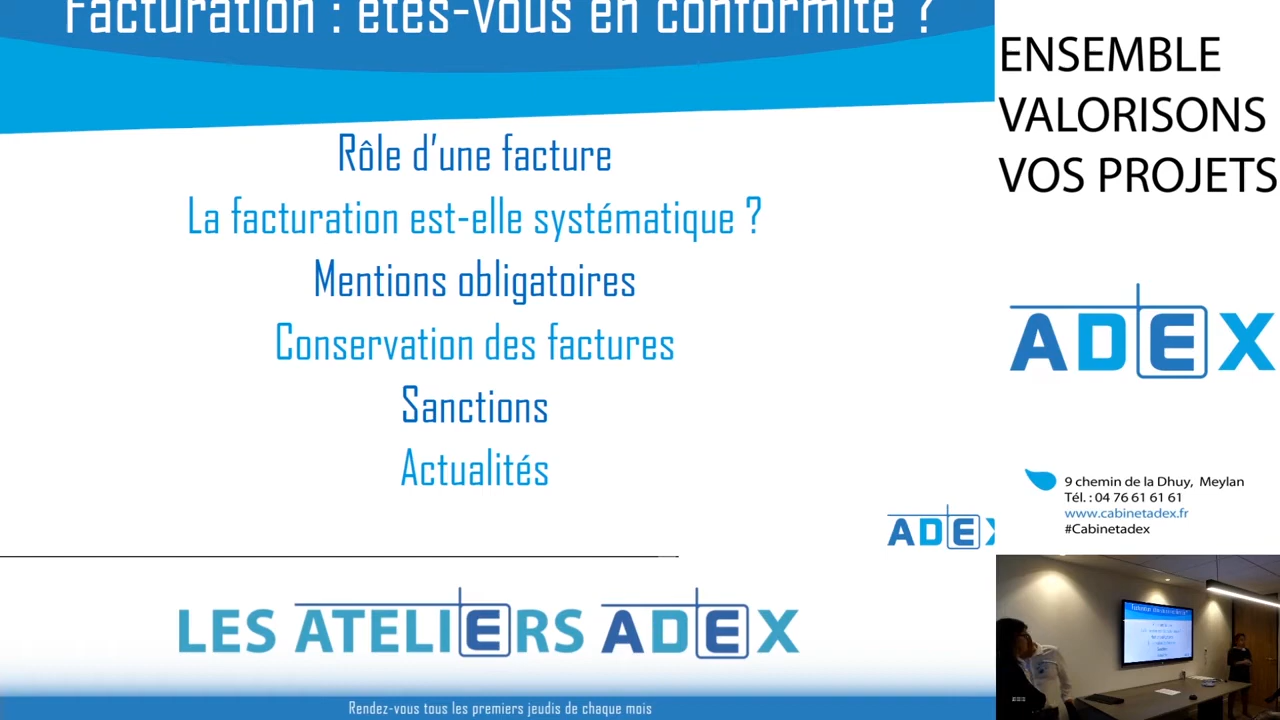 Facturation : êtes-vous en conformité ?
Rôle d'une facture
La facturation est-elle systématique ?
Mentions obligatoires
Conservation des factures
Sanctions
Actualités
ADEX
LES ATELIERS ADEX
Rendez-vous tous les premiers jeudis de chaque mois
ENSEMBLE
VALORISONS
VOS PROJETS
ADEX
9 chemin de la Dhuy, Meylan
Tél. : 04 76 61 61 61
www.cabinetadex.fr
#Cabinetadex